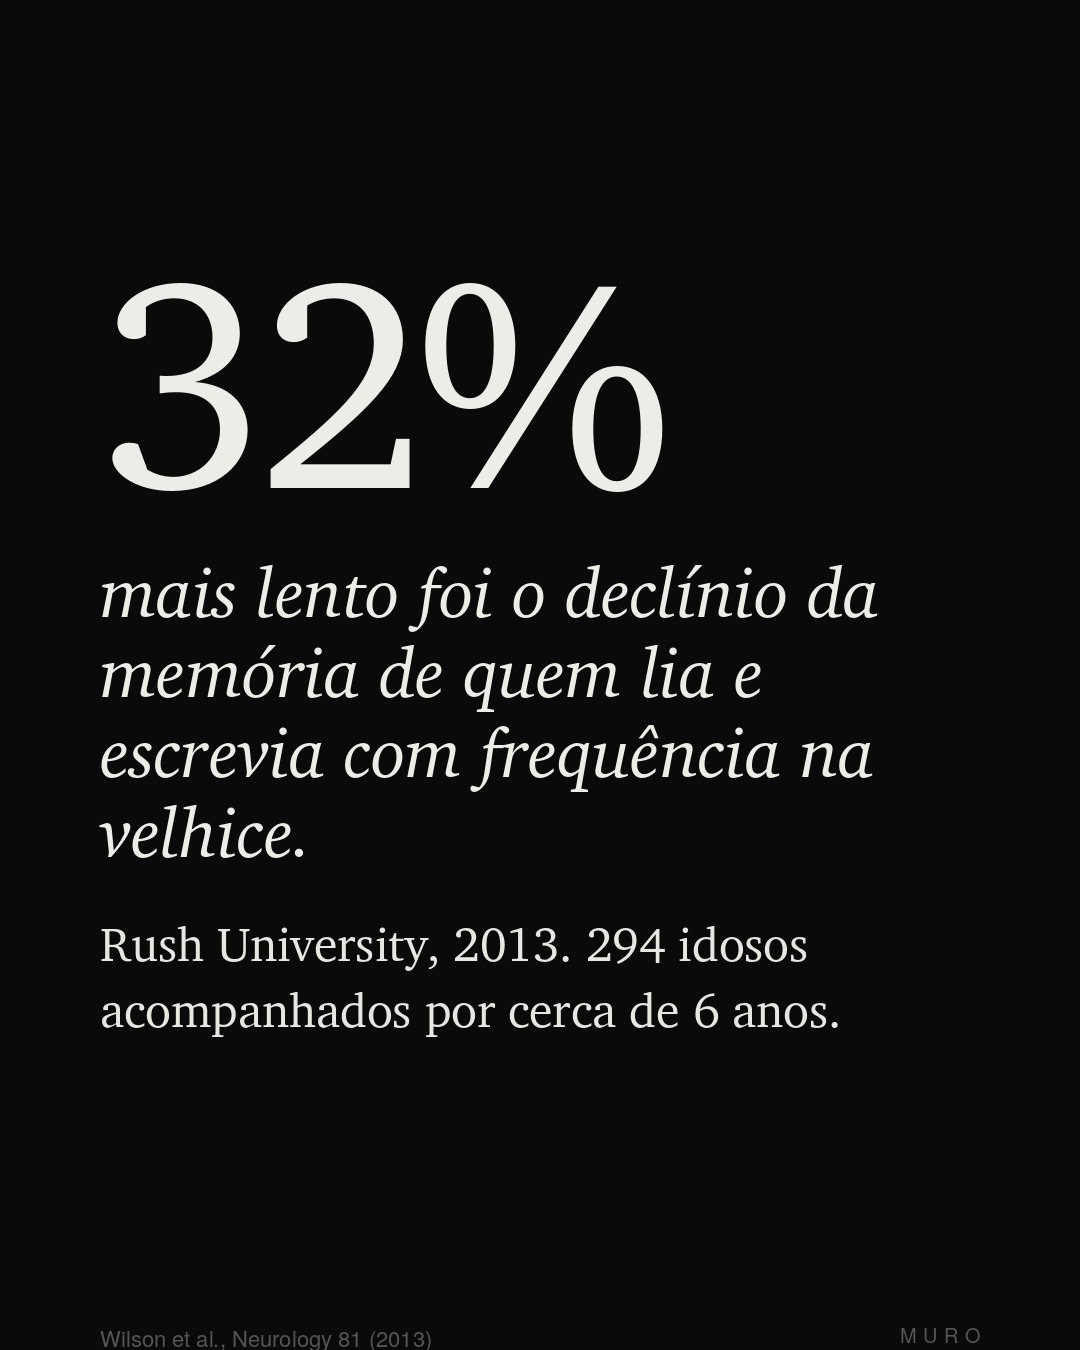 32%
mais lento foi o declínio da
memória de quem lia e
escrevia com frequência na
velhice.
Rush University, 2013. 294 idosos
acompanhados por cerca de 6 anos.
Wilson et al., Neurology 81 (2013)
MURO